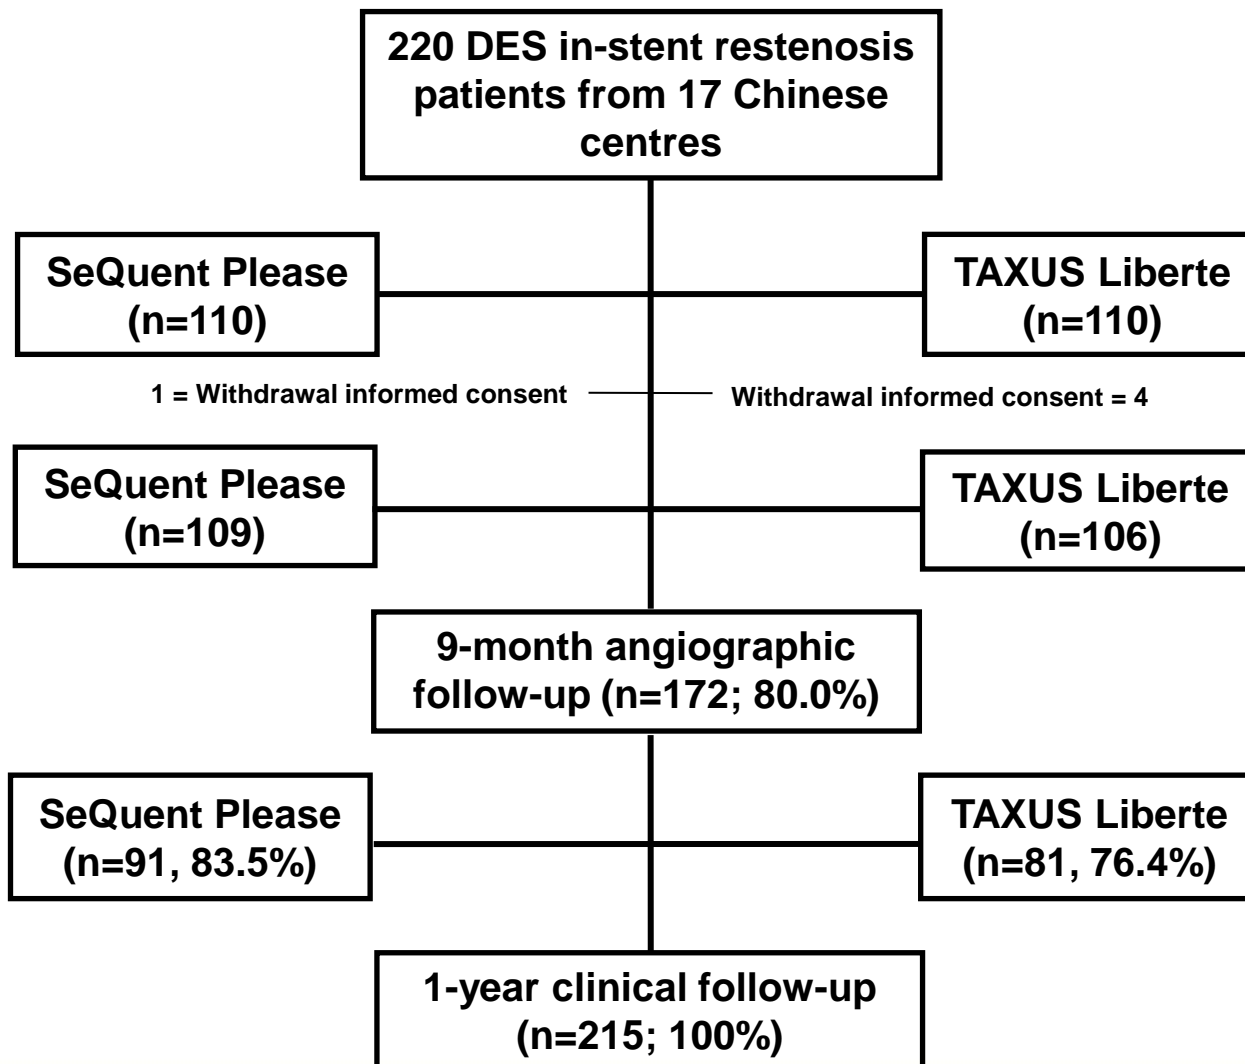 220 DES in-stent restenosis
patients from 17 Chinese
centres
SeQuent Please
(n=110)
TAXUS Liberte
(n=110)
1 = Withdrawal informed consent
Withdrawal informed consent = 4
SeQuent Please
(n=109)
TAXUS Liberte
(n=106)
9-month angiographic
follow-up (n=172; 80.0%)
SeQuent Please
(n=91, 83.5%)
TAXUS Liberte
(n=81, 76.4%)
1-year clinical follow-up
(n=215; 100%)